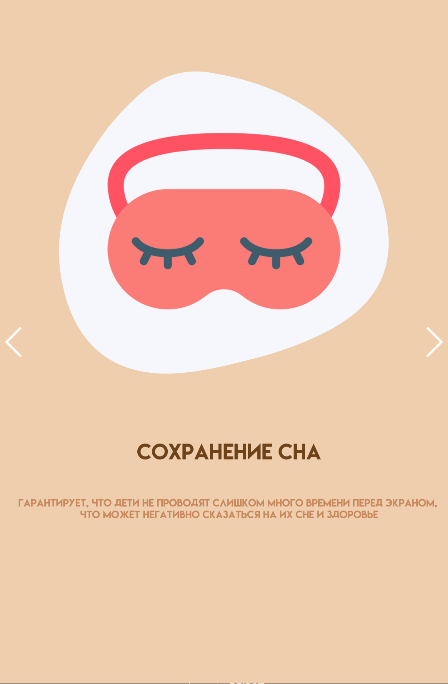 СОХРАНЕНИЕ СНА
ГАРАНТИРУЕТ, ЧТО ДЕТИ НЕ ПРОВОДЯТ СЛИШКОМ МНОГО ВРЕМЕНИ ПЕРЕД ЭКРАНОМ,
ЧТО МОЖЕТ НЕГАТИВНО СКАЗАТЬСЯ НА ИХ СНЕ И ЗДОРОВЬЕ